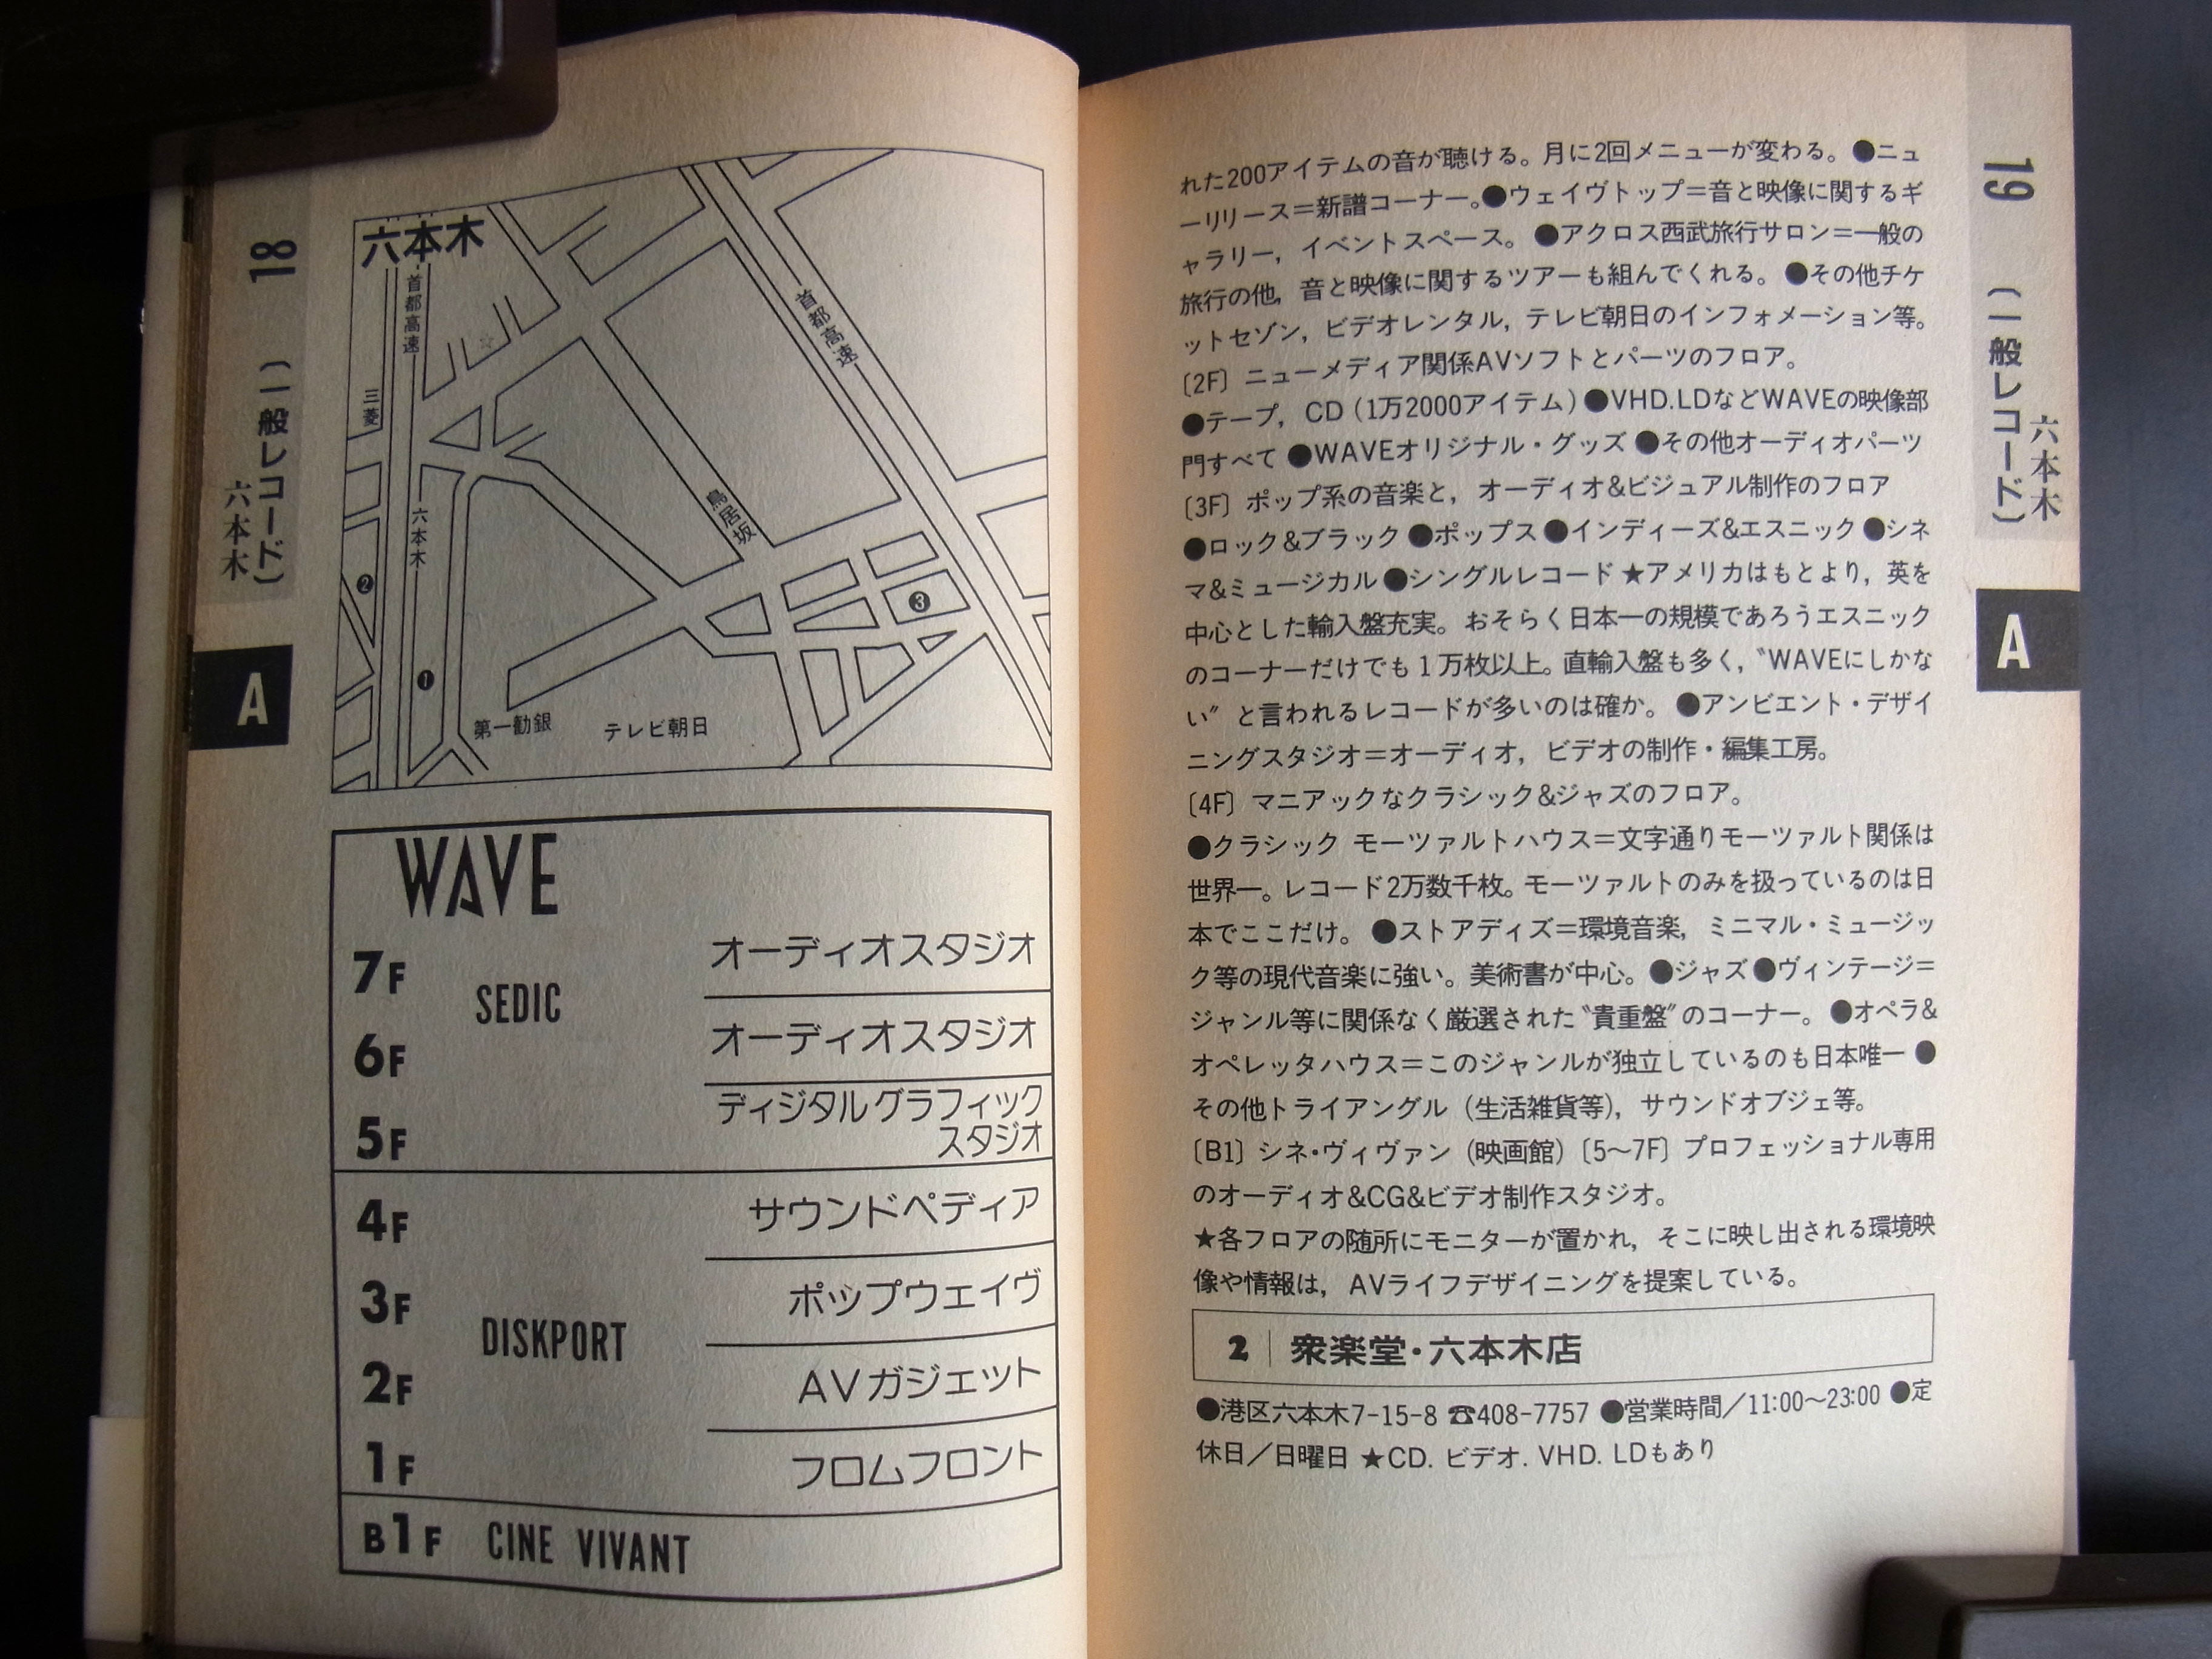 18
(一般レコード)
六本木
A
六本木
首都高速
首都高速
三菱
鳥居坂
六本木
❷
❸
❶
第一勧銀
テレビ朝日
WAVE
7F
オーディオスタジオ
SEDIC
6F
オーディオスタジオ
5F
ディジタルグラフィック
スタジオ
4F
サウンドペディア
3F
ポップウエイヴ
DISKPORT
2F
AVガジェット
1F
フロムフロント
B1F CINE VIVANT
19
(一般レコード)
六本木
A
れた200アイテムの音が聴ける。月に2回メニューが変わる。●ニュ
ーリリース=新譜コーナー。●ウェイヴトップ=音と映像に関するギ
ャラリー，イベントスペース。●アクロス西武旅行サロン=一般の
旅行の他，音と映像に関するツアーも組んでくれる。●その他チケ
ットセゾン，ビデオレンタル，テレビ朝日のインフォメーション等。
〔2F〕ニューメディア関係AVソフトとパーツのフロア。
●テープ，CD（1万2000アイテム）●VHD.LDなどWAVEの映像部
門すべて●WAVEオリジナル・グッズ●その他オーディオパーツ
〔3F〕ポップ系の音楽と，オーディオ&ビジュアル制作のフロア
●ロック&ブラック●ポップス●インディーズ&エスニック●シネ
マ&ミュージカル●シングルレコード★アメリカはもとより，英を
中心とした輸入盤充実。おそらく日本一の規模であろうエスニック
のコーナーだけでも1万枚以上。直輸入盤も多く，〝WAVEにしかな
い〟と言われるレコードが多いのは確か。●アンビエント・デザイ
ニングスタジオ=オーディオ，ビデオの制作・編集工房。
〔4F〕マニアックなクラシック&ジャズのフロア。
●クラシック モーツァルトハウス=文字通りモーツァルト関係は
世界一。レコード2万数千枚。モーツァルトのみを扱っているのは日
本でここだけ。●ストアディズ=環境音楽，ミニマル・ミュージッ
ク等の現代音楽に強い。美術書が中心。●ジャズ●ヴィンテージ=
ジャンル等に関係なく厳選された〝貴重盤〟のコーナー。●オペラ&
オペレッタハウス=このジャンルが独立しているのも日本唯一●
その他トライアングル（生活雑貨等），サウンドオブジェ等。
〔B1〕シネ・ヴィヴァン（映画館）〔5〜7F〕プロフェッショナル専用
のオーディオ&CG&ビデオ制作スタジオ。
★各フロアの随所にモニターが置かれ，そこに映し出される環境映
像や情報は，AVライフデザイニングを提案している。
2 衆楽堂・六本木店
●港区六本木7-15-8 ☎408-7757 ●営業時間／11:00〜23:00 ●定
休日／日曜日 ★CD. ビデオ. VHD. LDもあり